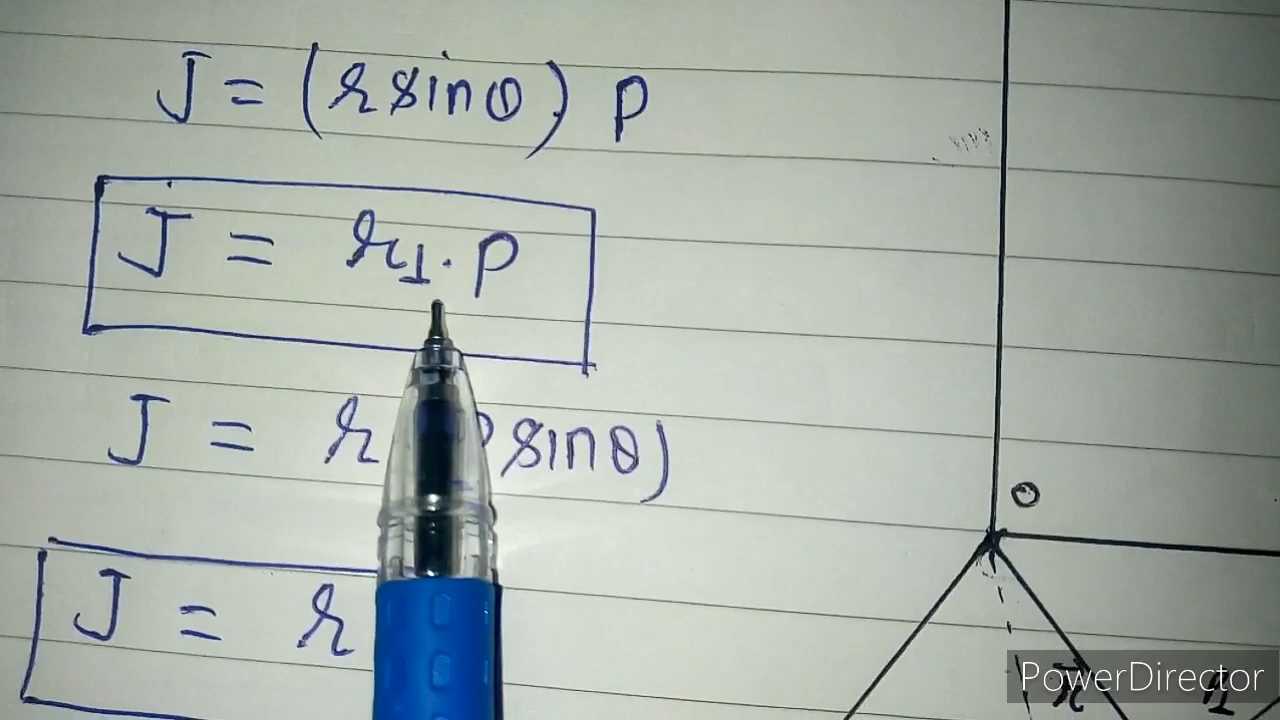 J = (r sinθ) p
J = r⊥ · p
J = r sinθ)
J = r
O
r
PowerDirector